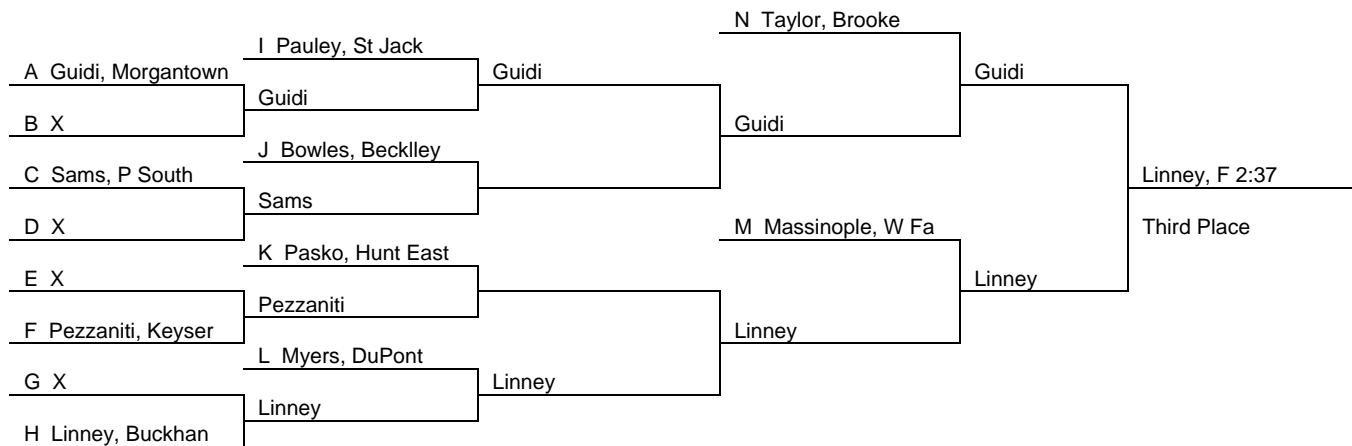 N Taylor, Brooke
I Pauley, St Jack
A Guidi, Morgantown
Guidi
Guidi
Guidi
B X
Guidi
J Bowles, Becklley
C Sams, P South
Linney, F 2:37
Sams
D X
M Massinople, W Fa
Third Place
K Pasko, Hunt East
E X
Linney
Pezzaniti
F Pezzaniti, Keyser
Linney
L Myers, DuPont
G X
Linney
Linney
H Linney, Buckhan